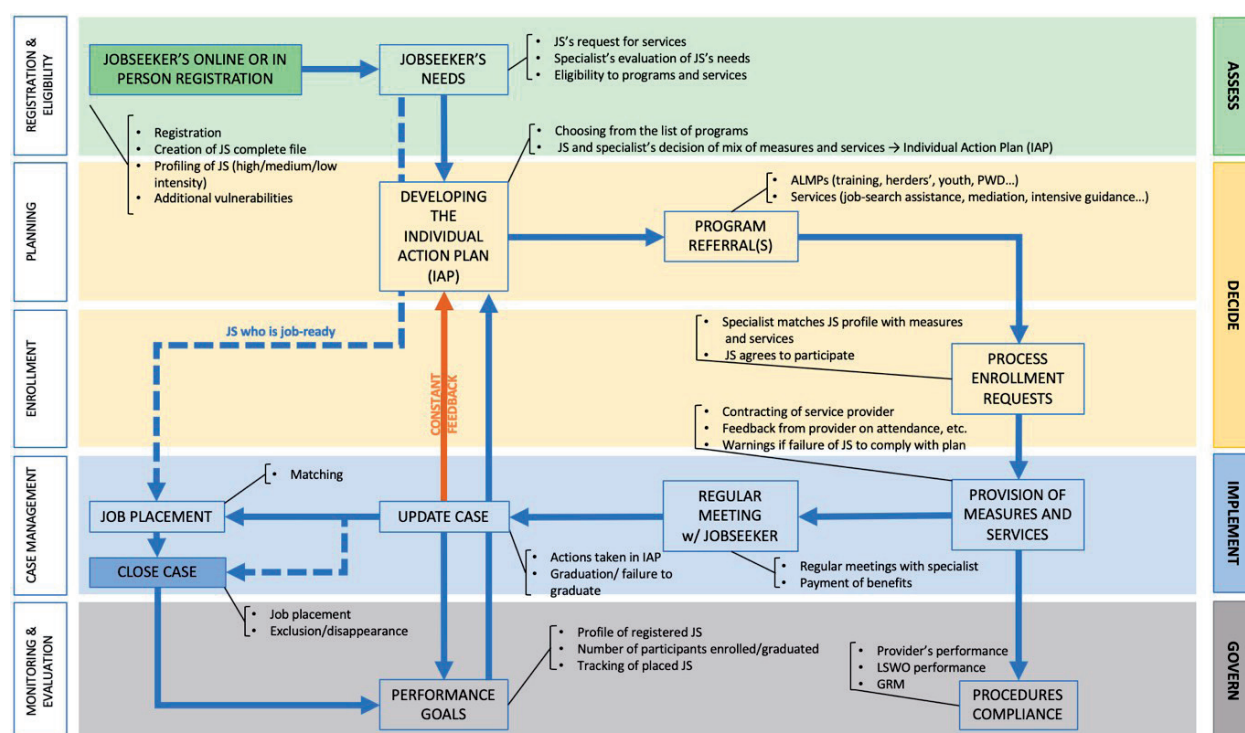 REGISTRATION &
ELIGIBILITY
JOBSEEKER'S ONLINE OR IN
PERSON REGISTRATION
JOBSEEKER'S
NEEDS
• JS's request for services
• Specialist's evaluation of JS's needs
• Eligibility to programs and services
ASSESS
• Registration
• Creation of JS complete file
• Profiling of JS (high/medium/low
intensity)
• Additional vulnerabilities
• Choosing from the list of programs
• JS and specialist's decision of mix of measures and services → Individual Action Plan (IAP)
PLANNING
DEVELOPING
THE
INDIVIDUAL
ACTION PLAN
(IAP)
• ALMPs (training, herders', youth, PWD...)
• Services (job-search assistance, mediation, intensive guidance...)
PROGRAM
REFERRAL(S)
DECIDE
ENROLLMENT
JS who is job-ready
CONSTANT
FEEDBACK
• Specialist matches JS profile with measures
and services
• JS agrees to participate
PROCESS
ENROLLMENT
REQUESTS
• Contracting of service provider
• Feedback from provider on attendance, etc.
• Warnings if failure of JS to comply with plan
CASE MANAGEMENT
• Matching
JOB PLACEMENT
UPDATE CASE
REGULAR
MEETING
w/ JOBSEEKER
PROVISION OF
MEASURES AND
SERVICES
IMPLEMENT
CLOSE CASE
• Actions taken in IAP
• Graduation/ failure to
graduate
• Regular meetings with specialist
• Payment of benefits
• Job placement
• Exclusion/disappearance
MONITORING &
EVALUATION
• Profile of registered JS
• Number of participants enrolled/graduated
• Tracking of placed JS
PERFORMANCE
GOALS
• Provider's performance
• LSWO performance
• GRM
PROCEDURES
COMPLIANCE
GOVERN